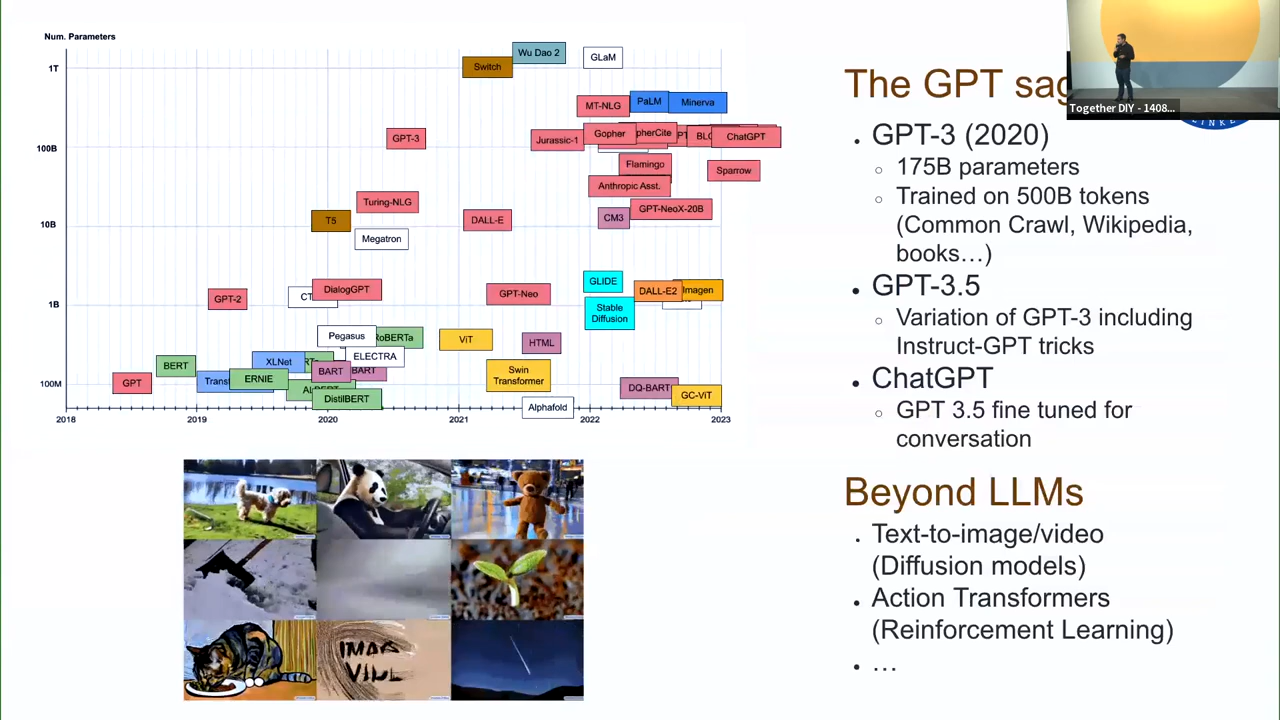 Num. Parameters
1T
100B
10B
1B
100M
2018
2019
2020
2021
2022
2023
Switch
Wu Dao 2
GLaM
MT-NLG
PaLM
Minerva
GPT-3
Jurassic-1
Gopher
pherCite
PT
ChatGPT
Flamingo
Sparrow
Anthropic Asst.
Turing-NLG
T5
DALL-E
CM3
GPT-NeoX-20B
Megatron
GPT-2
CT
DialogGPT
GPT-Neo
GLIDE
DALL-E2
Imagen
Stable
Diffusion
Pegasus
RoBERTa
ViT
HTML
BERT
XLNet
ELECTRA
BART
BART
GPT
ERNIE
Swin
Transformer
DQ-BART
DistilBERT
GC-ViT
Alphafold
The GPT sag
Together DIY - 1408...
• GPT-3 (2020)
○ 175B parameters
○ Trained on 500B tokens
(Common Crawl, Wikipedia,
books…)
• GPT-3.5
○ Variation of GPT-3 including
Instruct-GPT tricks
• ChatGPT
○ GPT 3.5 fine tuned for
conversation
Beyond LLMs
• Text-to-image/video
(Diffusion models)
• Action Transformers
(Reinforcement Learning)
• …